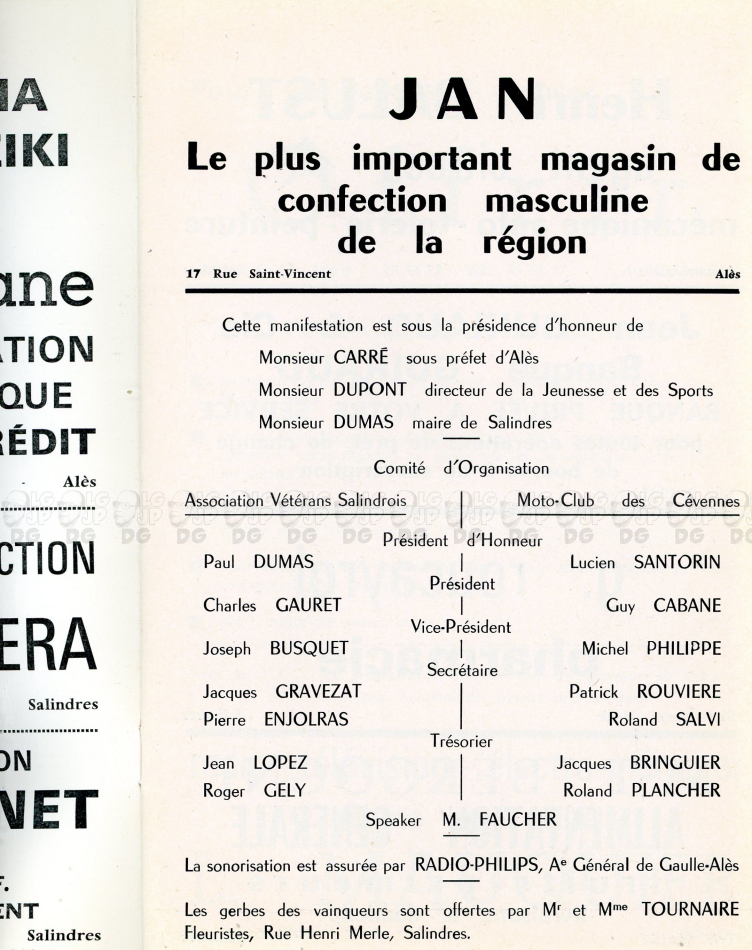 IA
EIKI
ane
ATION
QUE
RÉDIT
Alès
CTION
ERA
Salindres
ON
NET
F.
ENT
Salindres
JAN
Le plus important magasin de
confection masculine
de la région
17 Rue Saint-Vincent Alès
Cette manifestation est sous la présidence d'honneur de
Monsieur CARRÉ sous préfet d'Alès
Monsieur DUPONT directeur de la Jeunesse et des Sports
Monsieur DUMAS maire de Salindres
Comité d'Organisation
Association Vétérans Salindrois Moto-Club des Cévennes
Président d'Honneur
Paul DUMAS Lucien SANTORIN
Président
Charles GAURET Guy CABANE
Vice-Président
Joseph BUSQUET Michel PHILIPPE
Secrétaire
Jacques GRAVEZAT Patrick ROUVIERE
Pierre ENJOLRAS Roland SALVI
Trésorier
Jean LOPEZ Jacques BRINGUIER
Roger GELY Roland PLANCHER
Speaker M. FAUCHER
La sonorisation est assurée par RADIO-PHILIPS, Ae Général de Gaulle-Alès
Les gerbes des vainqueurs sont offertes par Mr et Mme TOURNAIRE
Fleuristes, Rue Henri Merle, Salindres.